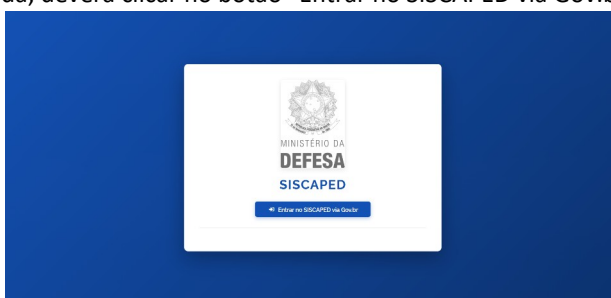 da, deverá clicar no botão "Entrar no SISCAPED via Gov.b
MINISTÉRIO DA
DEFESA
SISCAPED
Entrar no SISCAPED via Gov.br